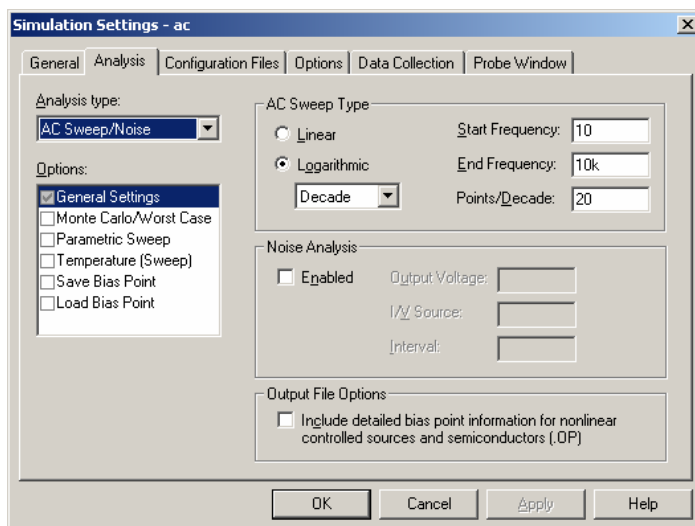 Simulation Settings - ac
General Analysis Configuration Files Options Data Collection Probe Window
Analysis type:
AC Sweep/Noise
Options:
General Settings
Monte Carlo/Worst Case
Parametric Sweep
Temperature (Sweep)
Save Bias Point
Load Bias Point
AC Sweep Type
Linear
Logarithmic
Decade
Start Frequency: 10
End Frequency: 10k
Points/Decade: 20
Noise Analysis
Enabled
Output Voltage:
I/V Source:
Interval:
Output File Options
Include detailed bias point information for nonlinear
controlled sources and semiconductors (.OP)
OK Cancel Apply Help